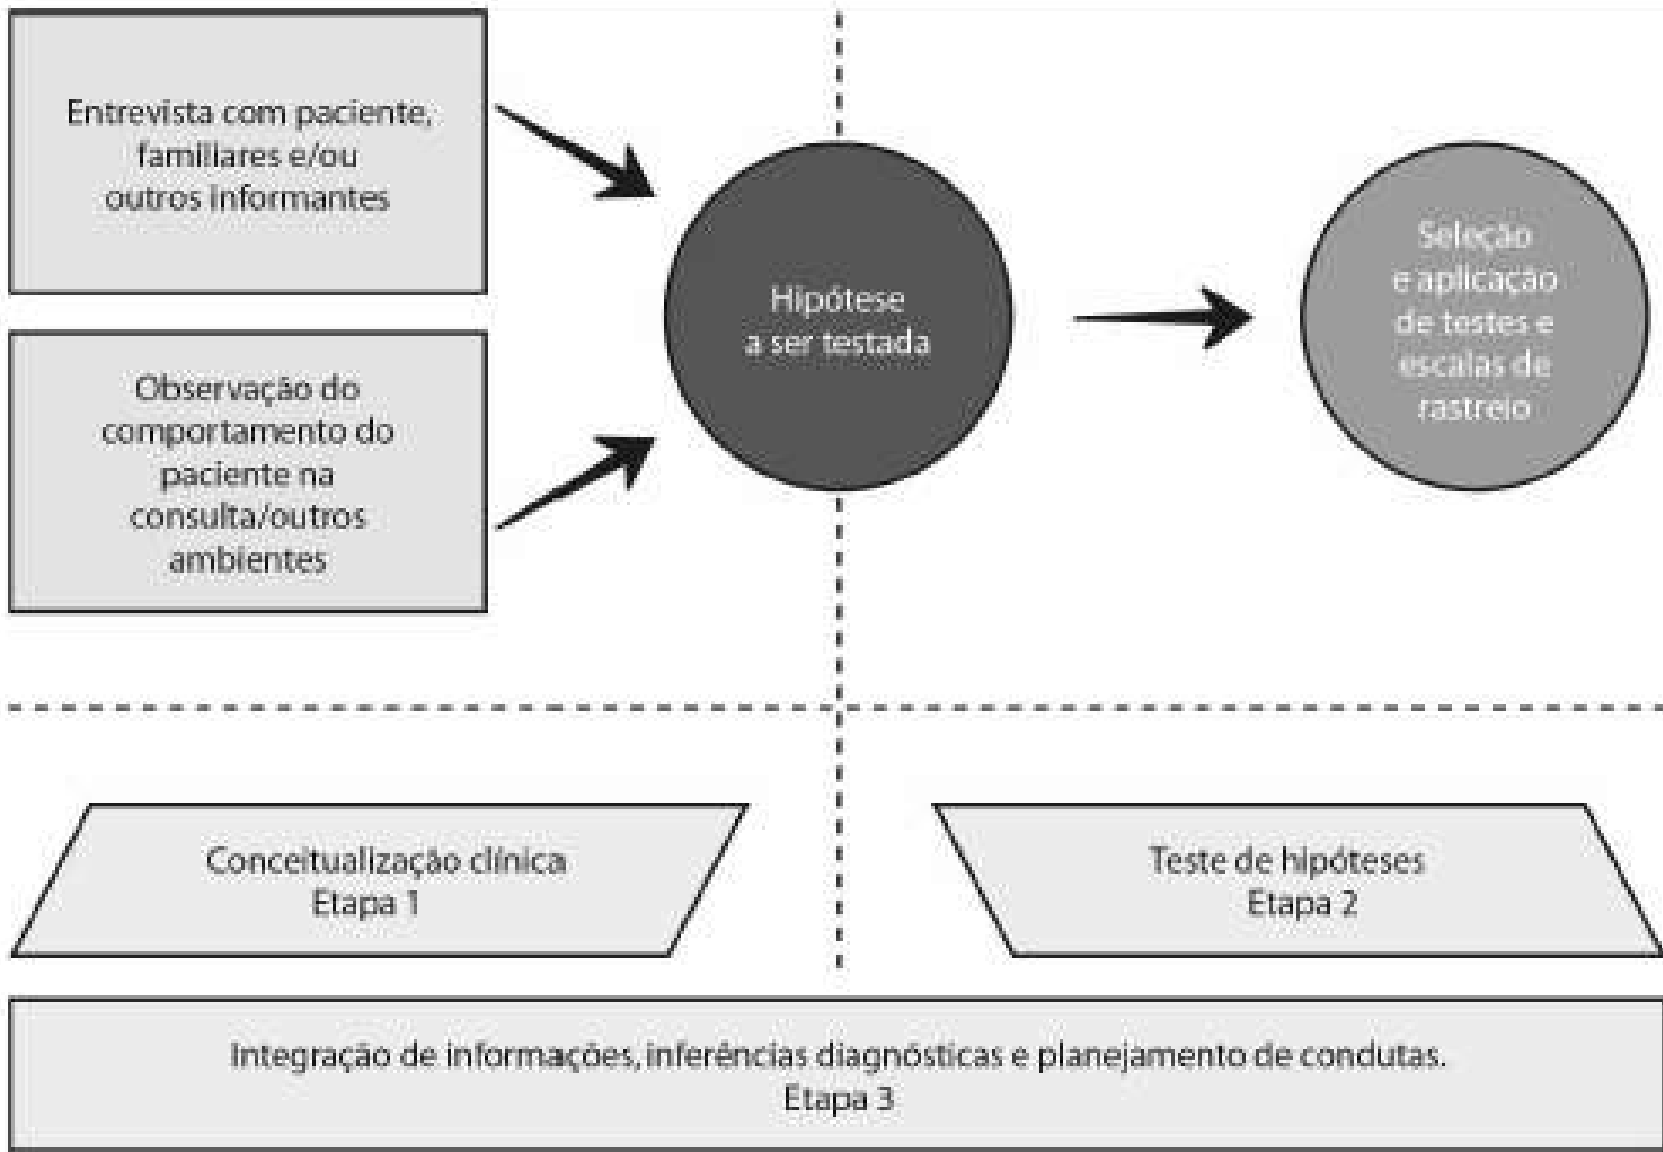 Entrevista com paciente,
familiares e/ou
outros informantes
Observação do
comportamento do
paciente na
consulta/outros
ambientes
Hipótese
a ser testada
Seleção
e aplicação
de testes e
escalas de
rastreio
Conceitualização clínica
Etapa 1
Teste de hipóteses
Etapa 2
Integração de informações, inferências diagnósticas e planejamento de condutas.
Etapa 3